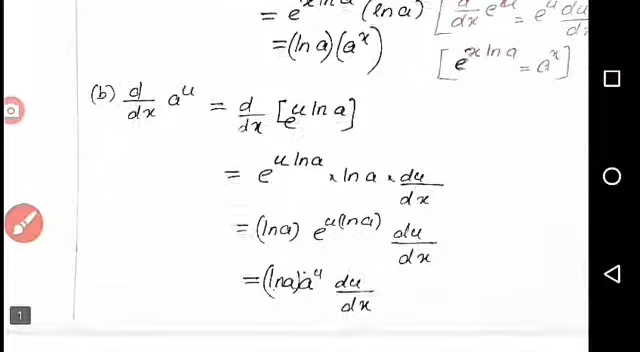 = e^{x ln a} (ln a) [d/dx e^u = e^u du/dx
= (ln a)(a^x) [e^{x ln a} = a^x]
(b) d/dx a^u = d/dx [e^{u ln a}]
= e^{u ln a} × ln a × du/dx
= (ln a) e^{u(ln a)} du/dx
= (ln a) a^u du/dx
1